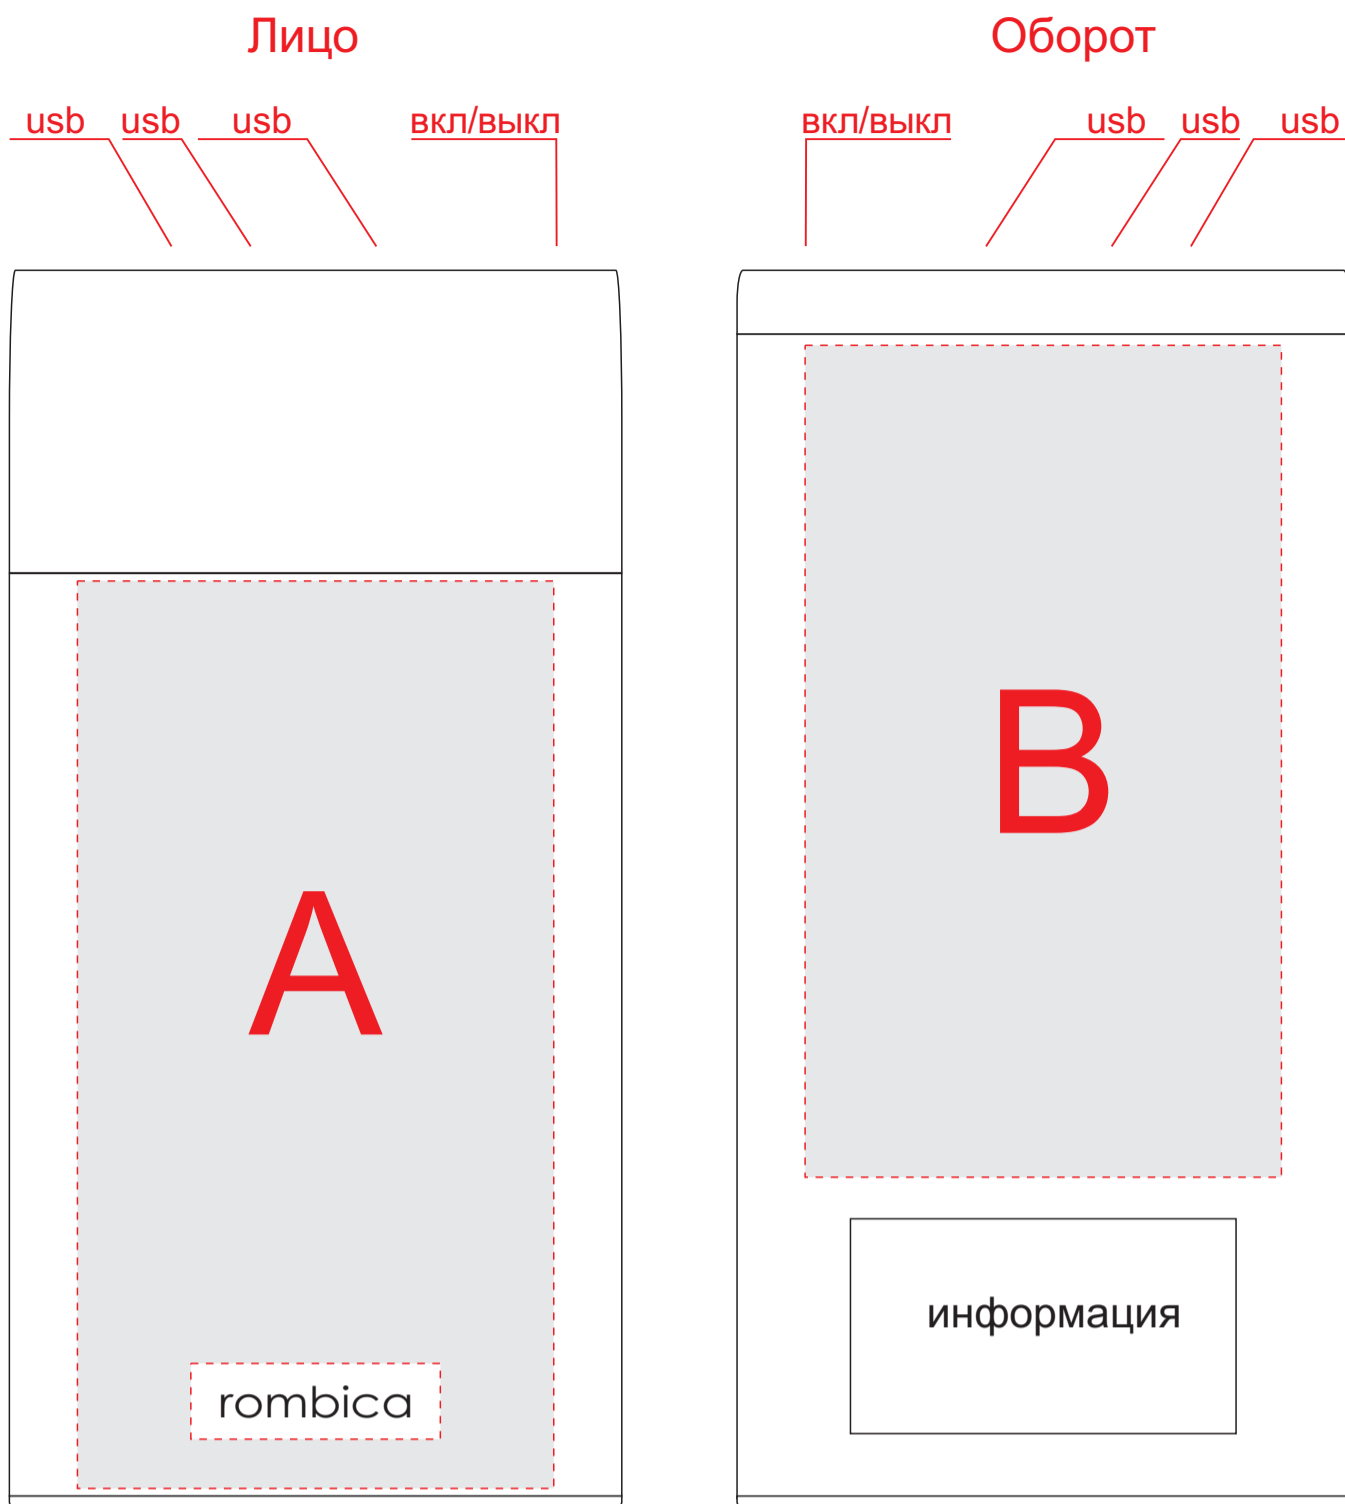 Лицо Оборот
usb usb usb вкл/выкл вкл/выкл usb usb usb
B
A
информация
rombica